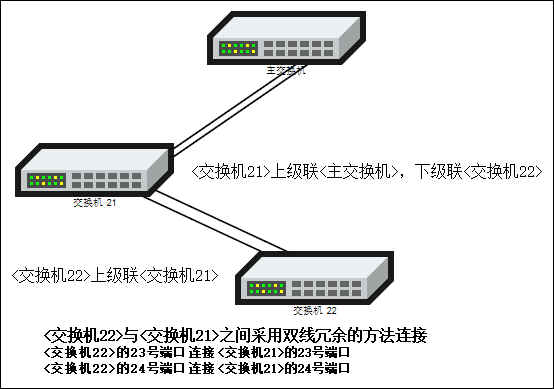 主交换机
<交换机21>上级联<主交换机>，下级联<交换机22>
交换机 21
<交换机22>上级联<交换机21>
交换机 22
<交换机22>与<交换机21>之间采用双线冗余的方法连接
<交换机22>的23号端口 连接 <交换机21>的23号端口
<交换机22>的24号端口 连接 <交换机21>的24号端口